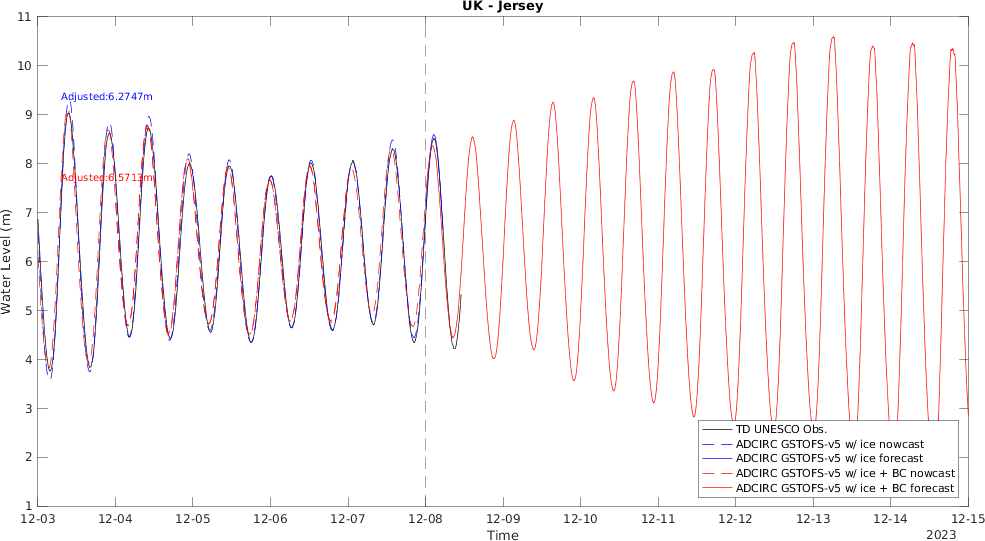 UK - Jersey
11
10
9
8
7
6
5
4
3
2
1
Water Level (m)
Adjusted:6.2747m
Adjusted:6.5713m
TD UNESCO Obs.
ADCIRC GSTOFS-v5 w/ ice nowcast
ADCIRC GSTOFS-v5 w/ ice forecast
ADCIRC GSTOFS-v5 w/ ice + BC nowcast
ADCIRC GSTOFS-v5 w/ ice + BC forecast
12-03 12-04 12-05 12-06 12-07 12-08 12-09 12-10 12-11 12-12 12-13 12-14 12-15
Time
2023